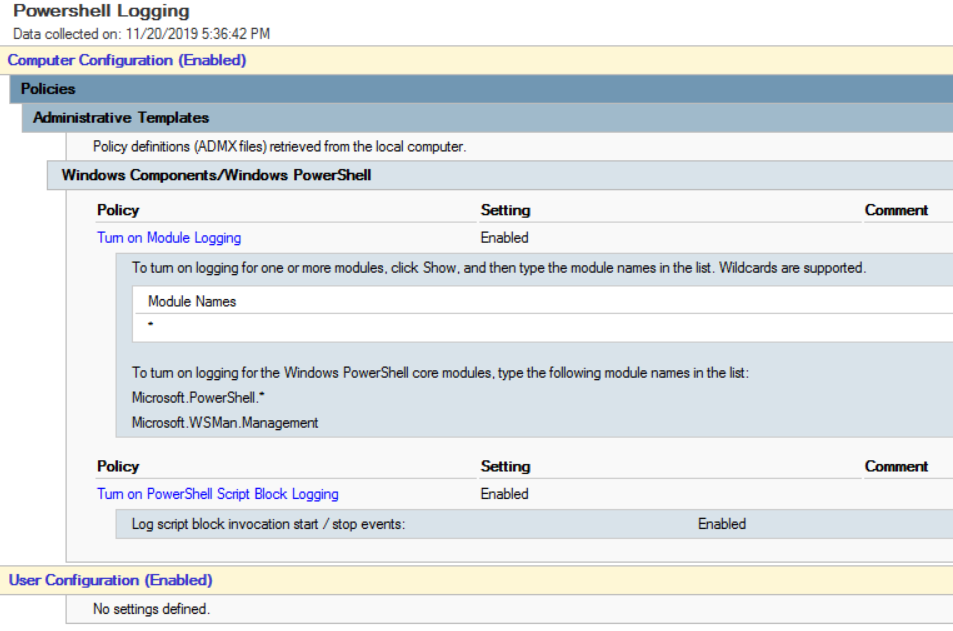 Powershell Logging
Data collected on: 11/20/2019 5:36:42 PM
Computer Configuration (Enabled)
Policies
Administrative Templates
Policy definitions (ADMX files) retrieved from the local computer.
Windows Components/Windows PowerShell
Policy Setting Comment
Turn on Module Logging Enabled
To turn on logging for one or more modules, click Show, and then type the module names in the list. Wildcards are supported.
Module Names
*
To turn on logging for the Windows PowerShell core modules, type the following module names in the list:
Microsoft.PowerShell.*
Microsoft.WSMan.Management
Policy Setting Comment
Turn on PowerShell Script Block Logging Enabled
Log script block invocation start / stop events: Enabled
User Configuration (Enabled)
No settings defined.